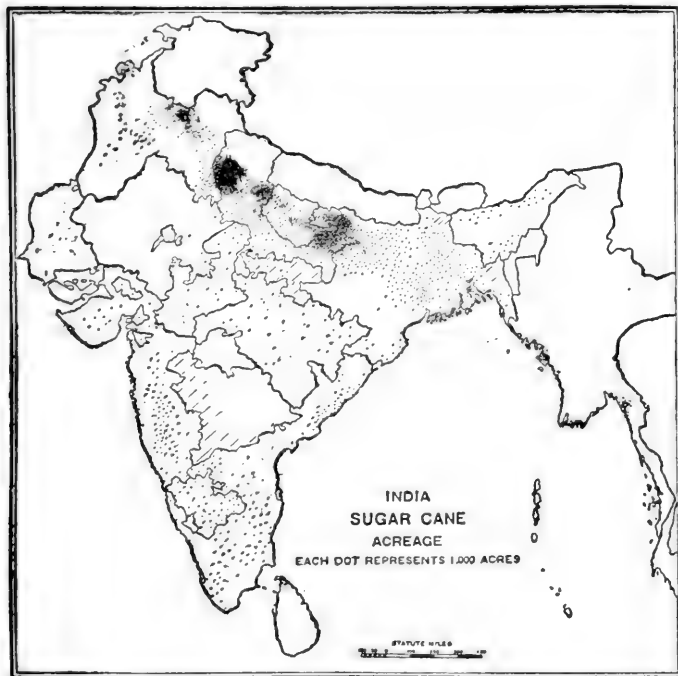 INDIA
SUGAR CANE
ACREAGE
EACH DOT REPRESENTS 1,000 ACRES
STATUTE MILES